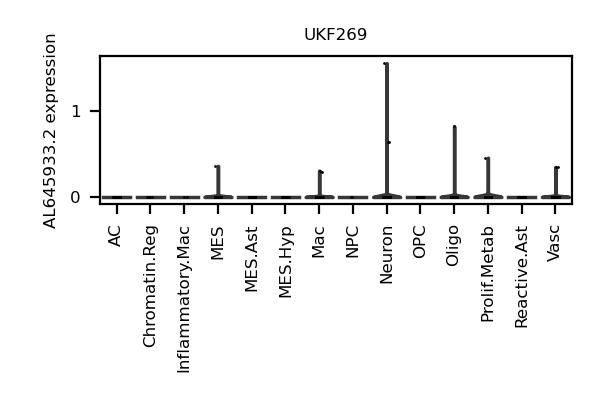 UKF269
AL645933.2 expression
1
0
AC
Chromatin.Reg
Inflammatory.Mac
MES
MES.Ast
MES.Hyp
Mac
NPC
Neuron
OPC
Oligo
Prolif.Metab
Reactive.Ast
Vasc